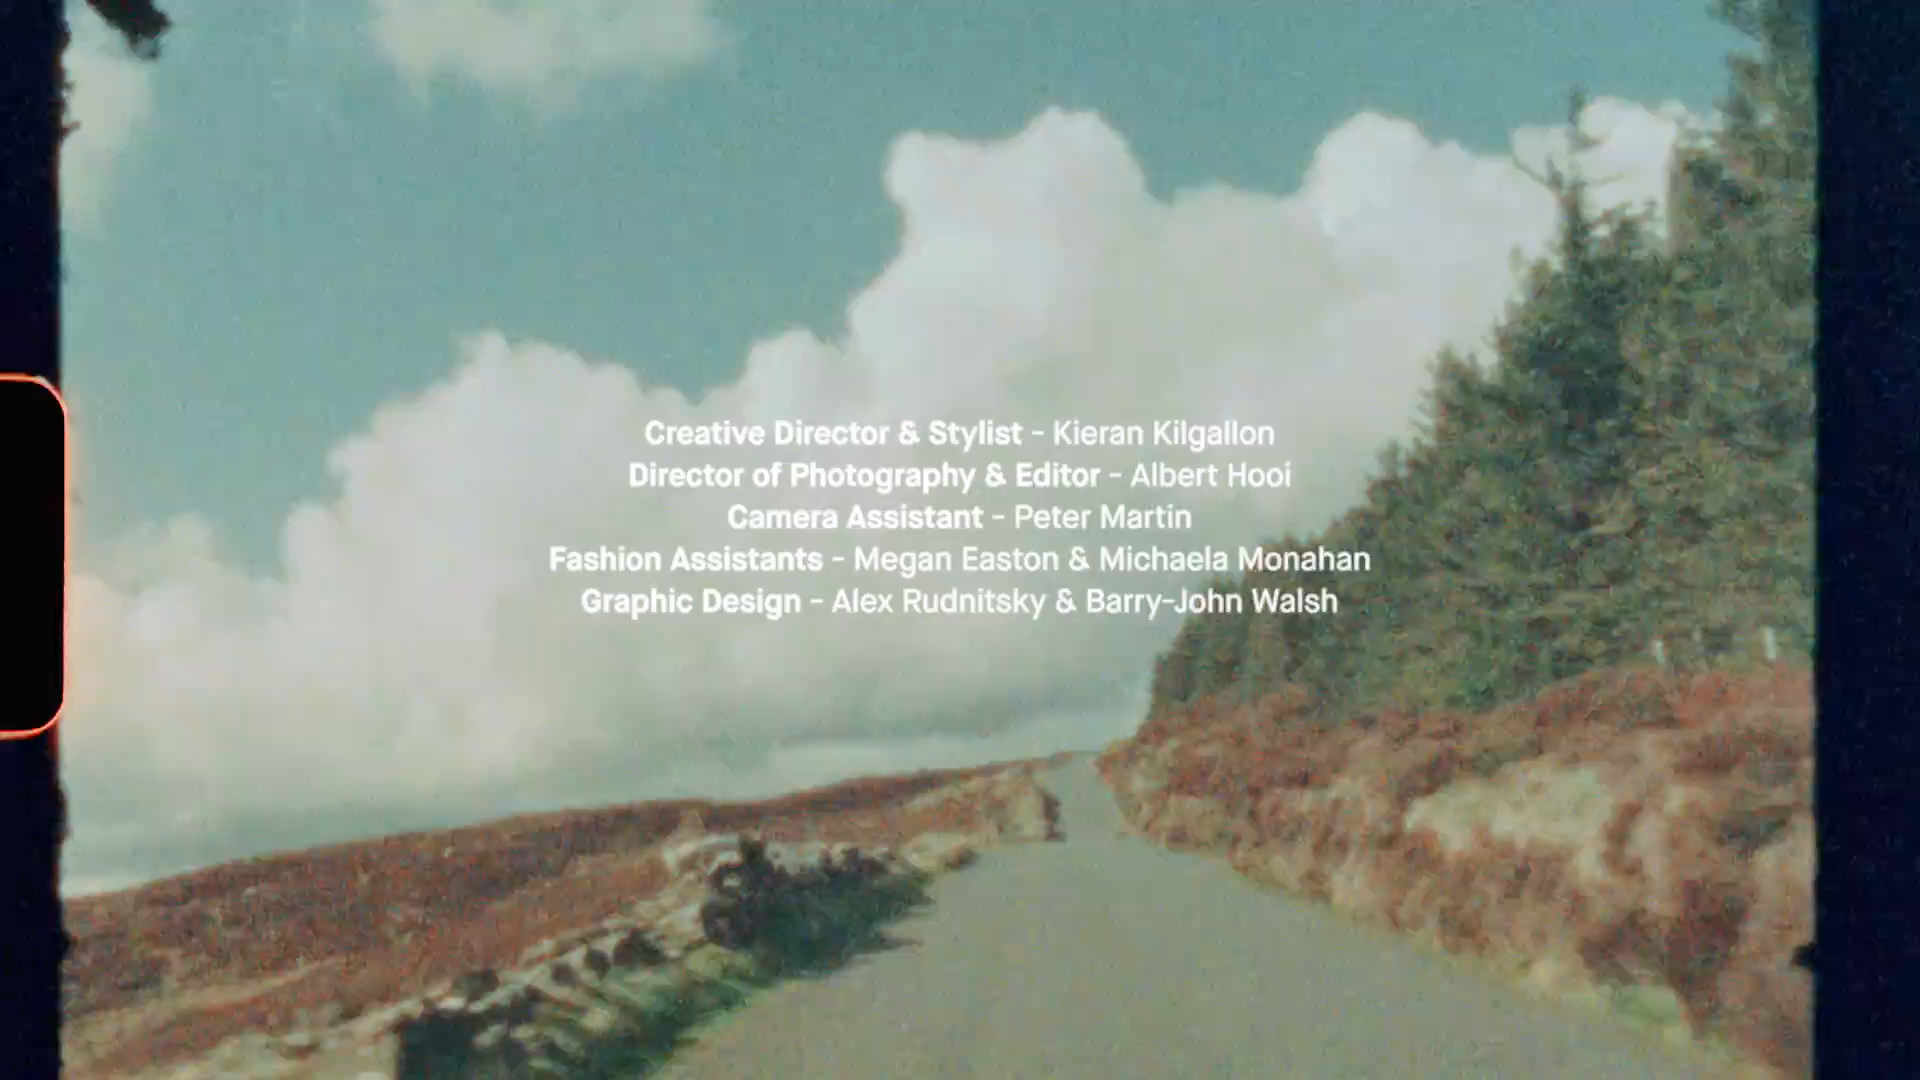 Creative Director & Stylist - Kieran Kilgallon
Director of Photography & Editor - Albert Hooi
Camera Assistant - Peter Martin
Fashion Assistants - Megan Easton & Michaela Monahan
Graphic Design - Alex Rudnitsky & Barry-John Walsh